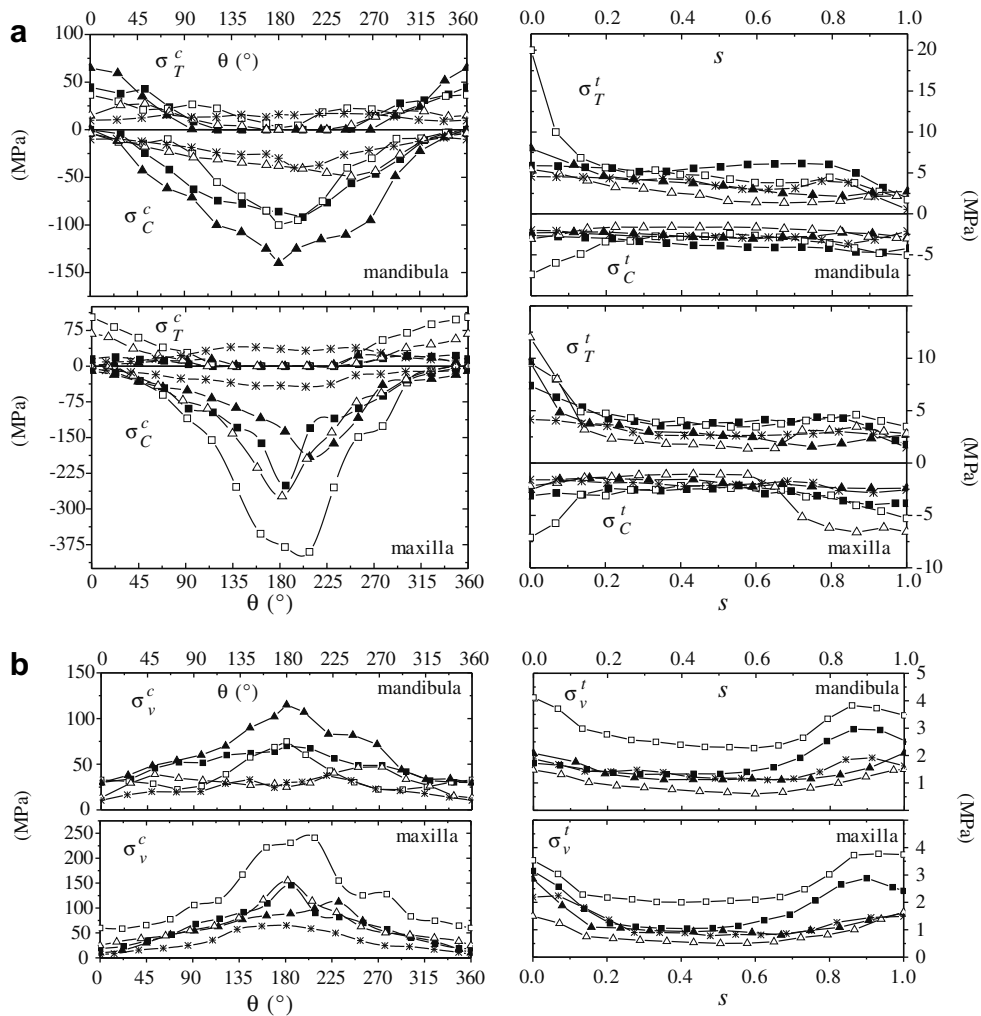 a
0 45 90 135 180 225 270 315 360
0.0 0.2 0.4 0.6 0.8 1.0
100
50
0
-50
-100
-150
(MPa)
σ_T^c θ (°)
σ_C^c
mandibula
s
σ_T^t
σ_C^t
mandibula
20
15
10
5
0
-5
(MPa)
75
0
-75
-150
-225
-300
-375
(MPa)
σ_T^c
σ_C^c
maxilla
σ_T^t
σ_C^t
maxilla
10
5
0
-5
-10
(MPa)
0 45 90 135 180 225 270 315 360
θ (°)
0.0 0.2 0.4 0.6 0.8 1.0
s
b
0 45 90 135 180 225 270 315 360
0.0 0.2 0.4 0.6 0.8 1.0
150
100
50
0
(MPa)
σ_v^c θ (°) mandibula
σ_v^t s mandibula
5
4
3
2
1
(MPa)
250
200
150
100
50
0
σ_v^c maxilla
σ_v^t maxilla
4
3
2
1
0
0 45 90 135 180 225 270 315 360
θ (°)
0.0 0.2 0.4 0.6 0.8 1.0
s